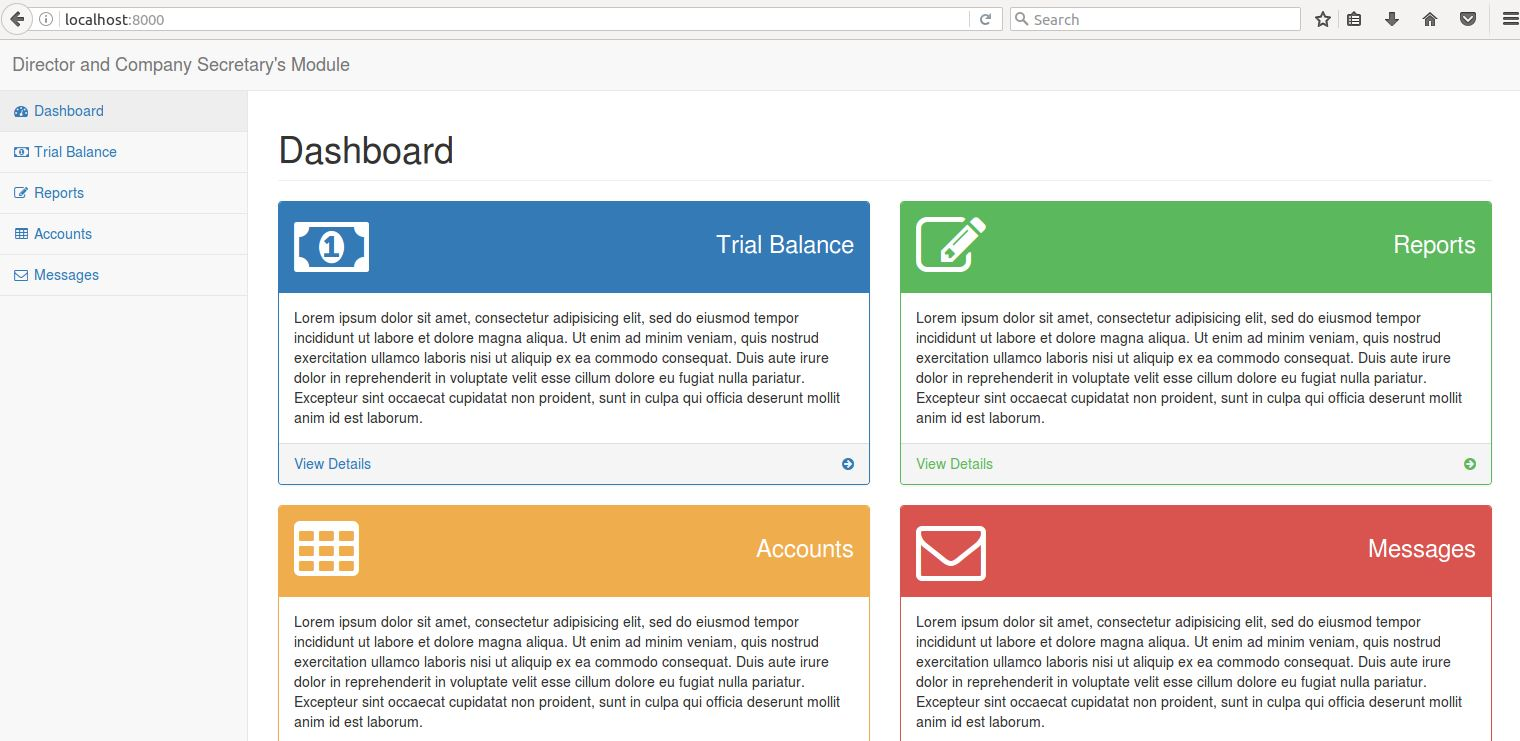 localhost:8000
Search
Director and Company Secretary's Module
Dashboard
Trial Balance
Reports
Accounts
Messages
Dashboard
1
Trial Balance
Lorem ipsum dolor sit amet, consectetur adipisicing elit, sed do eiusmod tempor
incididunt ut labore et dolore magna aliqua. Ut enim ad minim veniam, quis nostrud
exercitation ullamco laboris nisi ut aliquip ex ea commodo consequat. Duis aute irure
dolor in reprehenderit in voluptate velit esse cillum dolore eu fugiat nulla pariatur.
Excepteur sint occaecat cupidatat non proident, sunt in culpa qui officia deserunt mollit
anim id est laborum.
View Details
Reports
Lorem ipsum dolor sit amet, consectetur adipisicing elit, sed do eiusmod tempor
incididunt ut labore et dolore magna aliqua. Ut enim ad minim veniam, quis nostrud
exercitation ullamco laboris nisi ut aliquip ex ea commodo consequat. Duis aute irure
dolor in reprehenderit in voluptate velit esse cillum dolore eu fugiat nulla pariatur.
Excepteur sint occaecat cupidatat non proident, sunt in culpa qui officia deserunt mollit
anim id est laborum.
View Details
Accounts
Lorem ipsum dolor sit amet, consectetur adipisicing elit, sed do eiusmod tempor
incididunt ut labore et dolore magna aliqua. Ut enim ad minim veniam, quis nostrud
exercitation ullamco laboris nisi ut aliquip ex ea commodo consequat. Duis aute irure
dolor in reprehenderit in voluptate velit esse cillum dolore eu fugiat nulla pariatur.
Excepteur sint occaecat cupidatat non proident, sunt in culpa qui officia deserunt mollit
anim id est laborum.
Messages
Lorem ipsum dolor sit amet, consectetur adipisicing elit, sed do eiusmod tempor
incididunt ut labore et dolore magna aliqua. Ut enim ad minim veniam, quis nostrud
exercitation ullamco laboris nisi ut aliquip ex ea commodo consequat. Duis aute irure
dolor in reprehenderit in voluptate velit esse cillum dolore eu fugiat nulla pariatur.
Excepteur sint occaecat cupidatat non proident, sunt in culpa qui officia deserunt mollit
anim id est laborum.